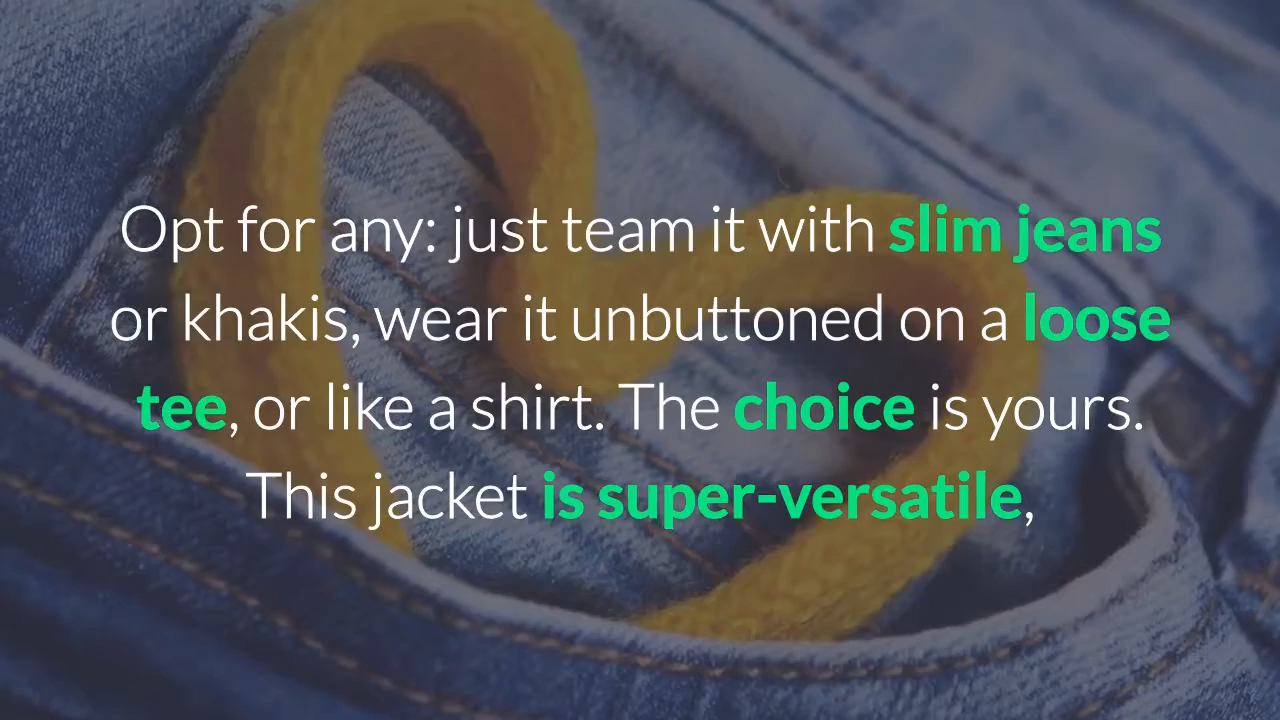 Opt for any: just team it with slim jeans
or khakis, wear it unbuttoned on a loose
tee, or like a shirt. The choice is yours.
This jacket is super-versatile,